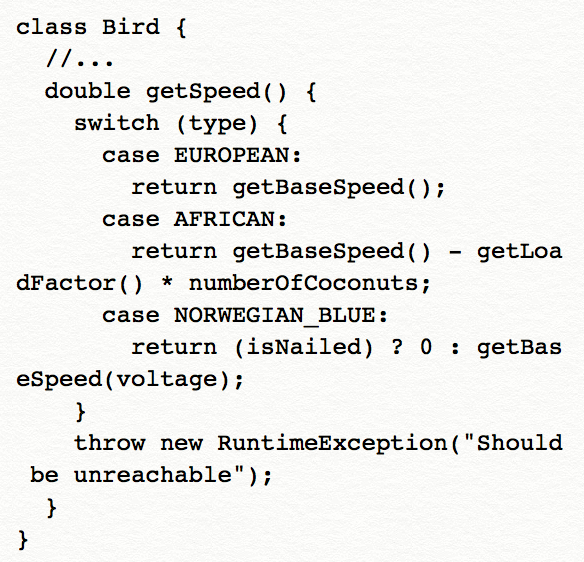 class Bird {
  //...
  double getSpeed() {
    switch (type) {
      case EUROPEAN:
        return getBaseSpeed();
      case AFRICAN:
        return getBaseSpeed() - getLoa
dFactor() * numberOfCoconuts;
      case NORWEGIAN_BLUE:
        return (isNailed) ? 0 : getBas
eSpeed(voltage);
    }
    throw new RuntimeException("Should
 be unreachable");
  }
}